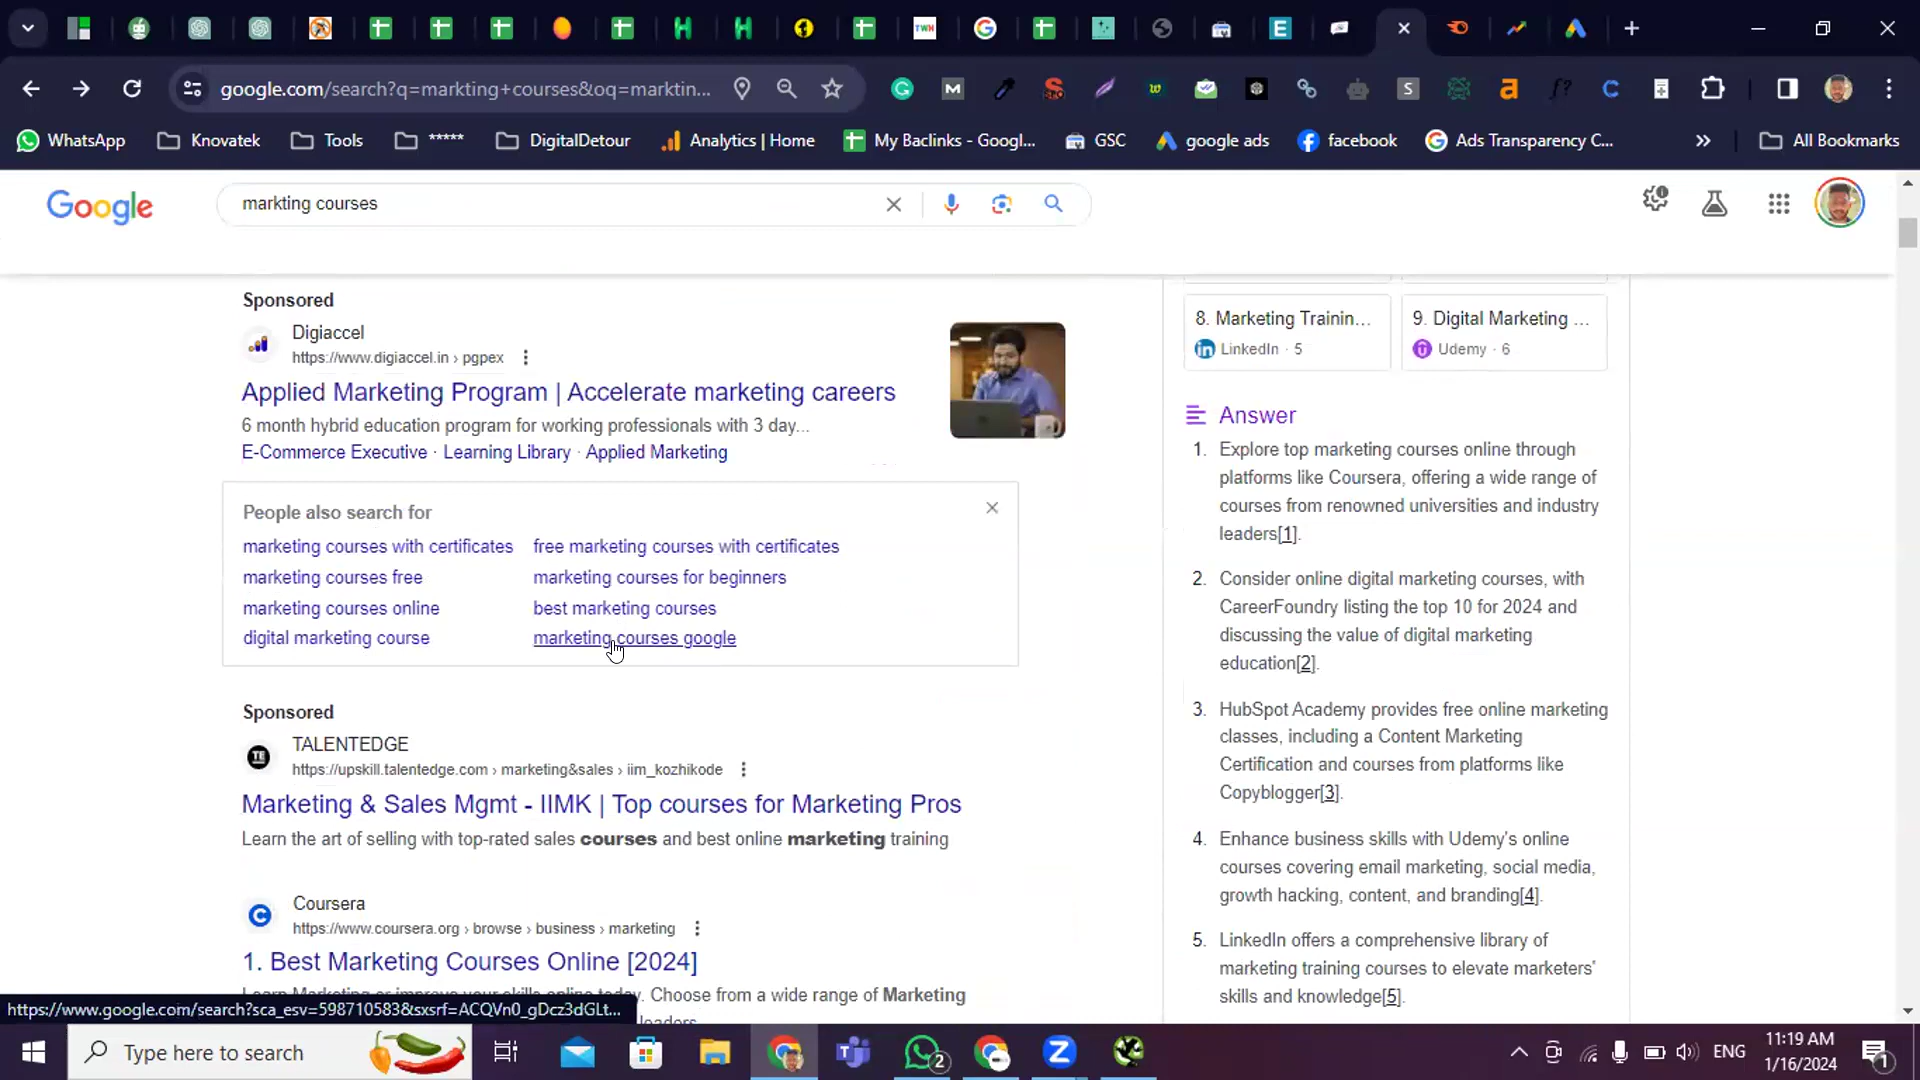 google.com/search?q=markting+courses&oq=marktin...
WhatsApp
Knovatek
Tools
*****
DigitalDetour
Analytics | Home
My Baclinks - Googl...
GSC
google ads
facebook
Ads Transparency C...
»
All Bookmarks
Google
markting courses
Sponsored
Digiaccel
https://www.digiaccel.in › pgpex
Applied Marketing Program | Accelerate marketing careers
6 month hybrid education program for working professionals with 3 day...
E-Commerce Executive · Learning Library · Applied Marketing
People also search for
marketing courses with certificates
free marketing courses with certificates
marketing courses free
marketing courses for beginners
marketing courses online
best marketing courses
digital marketing course
marketing courses google
Sponsored
TE
TALENTEDGE
https://upskill.talentedge.com › marketing&sales › iim_kozhikode
Marketing & Sales Mgmt - IIMK | Top courses for Marketing Pros
Learn the art of selling with top-rated sales courses and best online marketing training
Coursera
https://www.coursera.org › browse › business › marketing
1. Best Marketing Courses Online [2024]
Learn Marketing or improve your skills online today. Choose from a wide range of Marketing
leaders
8. Marketing Trainin...
LinkedIn · 5
9. Digital Marketing ...
Udemy · 6
Answer
1. Explore top marketing courses online through
platforms like Coursera, offering a wide range of
courses from renowned universities and industry
leaders[1].
2. Consider online digital marketing courses, with
CareerFoundry listing the top 10 for 2024 and
discussing the value of digital marketing
education[2].
3. HubSpot Academy provides free online marketing
classes, including a Content Marketing
Certification and courses from platforms like
Copyblogger[3].
4. Enhance business skills with Udemy's online
courses covering email marketing, social media,
growth hacking, content, and branding[4].
5. LinkedIn offers a comprehensive library of
marketing training courses to elevate marketers'
skills and knowledge[5].
https://www.google.com/search?sca_esv=598710583&sxsrf=ACQVn0_gDcz3dGLt...
Type here to search
2
ENG
11:19 AM
1/16/2024
1